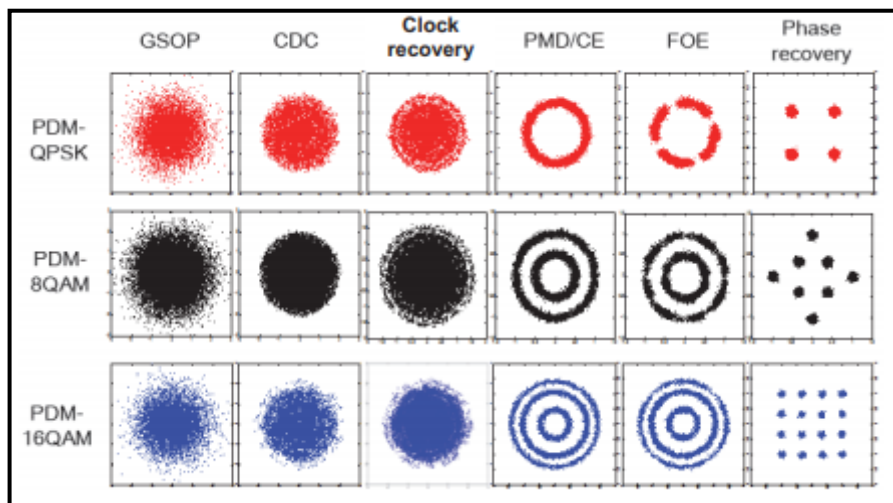 GSOP CDC Clock recovery PMD/CE FOE Phase recovery
PDM-
QPSK
PDM-
8QAM
PDM-
16QAM